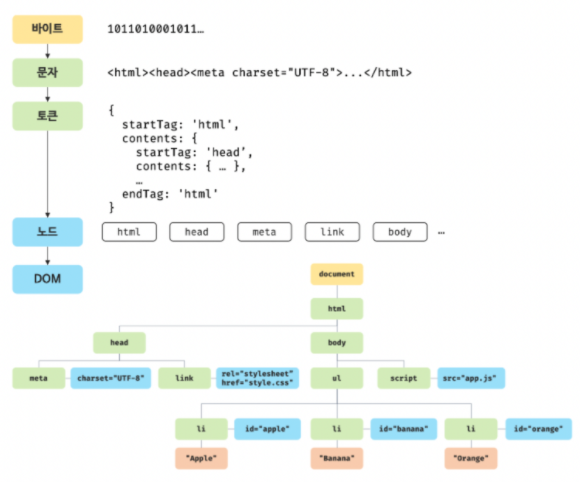 바이트
1011010001011…
문자
<html><head><meta charset="UTF-8">...</html>
토큰
{
startTag: 'html',
contents: {
startTag: 'head’,
contents: { … },
…
endTag: 'html'
}
노드
html head meta link body …
DOM
document
html
head body
meta charset="UTF-8" link rel="stylesheet"
href="style.css"
ul script src="app.js"
li id="apple" li id="banana" li id="orange"
"Apple" "Banana" "Orange"